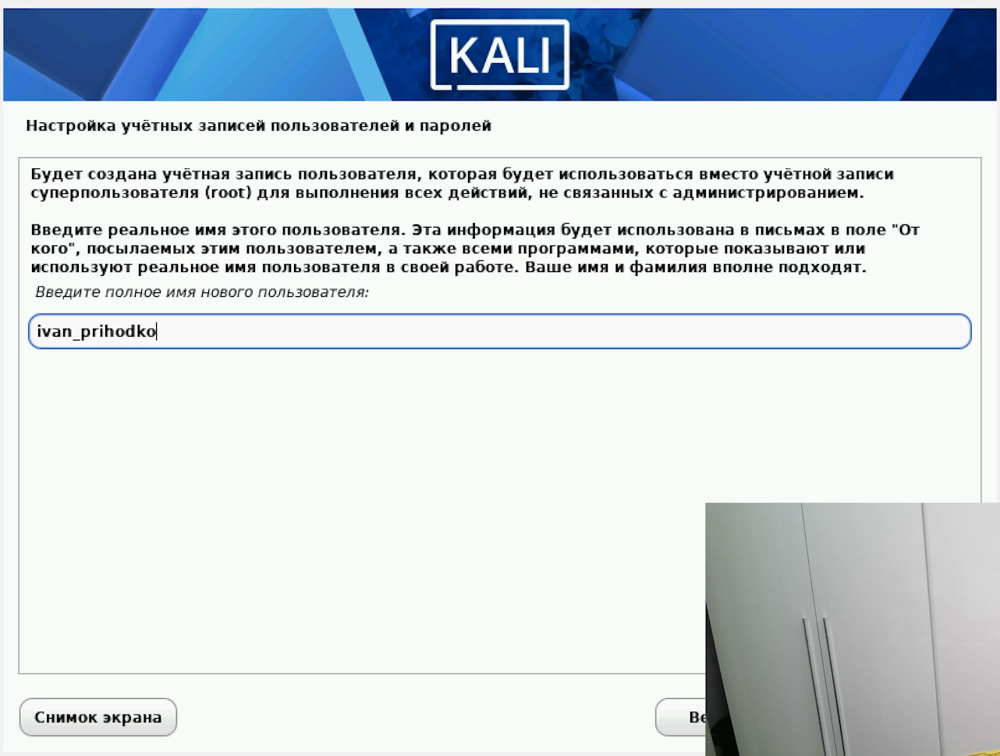 KALI
Настройка учётных записей пользователей и паролей
Будет создана учётная запись пользователя, которая будет использоваться вместо учётной записи
суперпользователя (root) для выполнения всех действий, не связанных с администрированием.
Введите реальное имя этого пользователя. Эта информация будет использована в письмах в поле "От
кого", посылаемых этим пользователем, а также всеми программами, которые показывают или
используют реальное имя пользователя в своей работе. Ваше имя и фамилия вполне подходят.
Введите полное имя нового пользователя:
ivan_prihodko
Снимок экрана